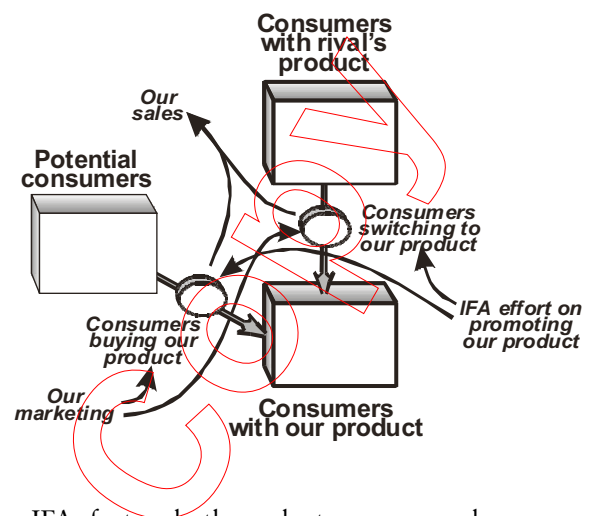 Consumers
with rival's
product
Our
sales
Potential
consumers
Consumers
switching to
our product
IFA effort on
promoting
our product
Consumers
buying our
product
Our
marketing
Consumers
with our product